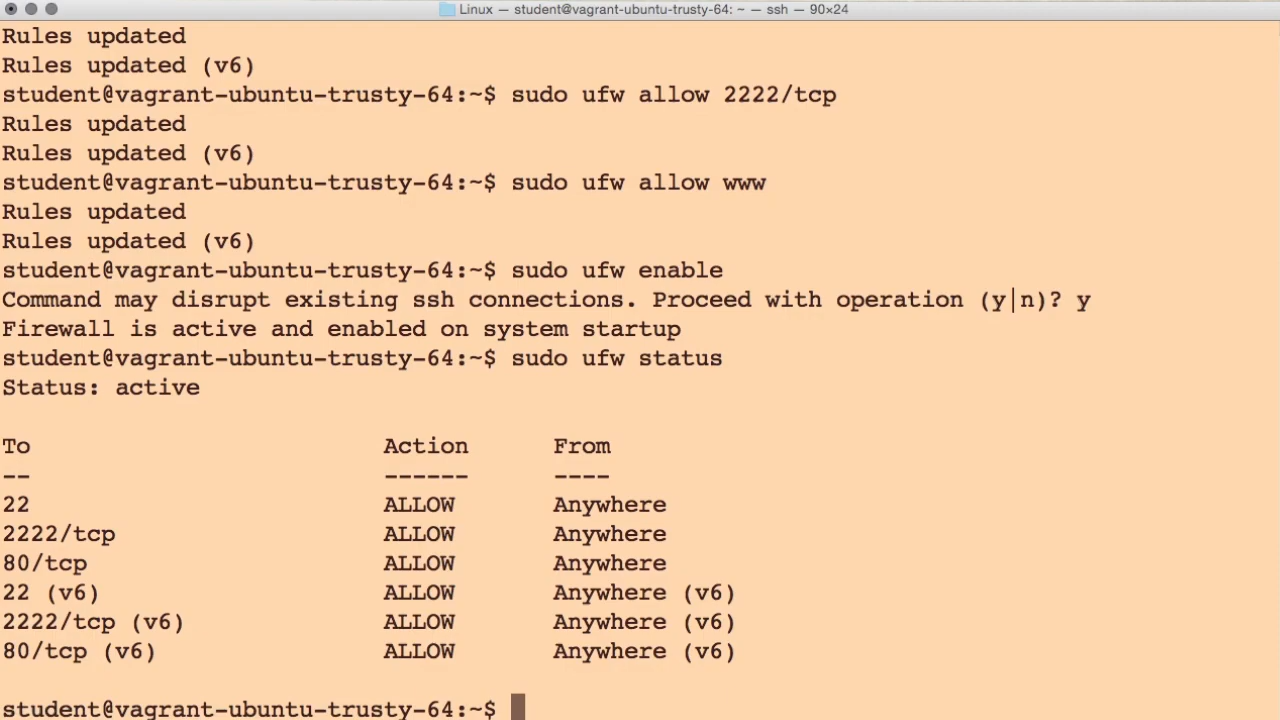 Linux — student@vagrant-ubuntu-trusty-64: ~ — ssh — 90×24
Rules updated
Rules updated (v6)
student@vagrant-ubuntu-trusty-64:~$ sudo ufw allow 2222/tcp
Rules updated
Rules updated (v6)
student@vagrant-ubuntu-trusty-64:~$ sudo ufw allow www
Rules updated
Rules updated (v6)
student@vagrant-ubuntu-trusty-64:~$ sudo ufw enable
Command may disrupt existing ssh connections. Proceed with operation (y|n)? y
Firewall is active and enabled on system startup
student@vagrant-ubuntu-trusty-64:~$ sudo ufw status
Status: active
To Action From
-- ------ ----
22 ALLOW Anywhere
2222/tcp ALLOW Anywhere
80/tcp ALLOW Anywhere
22 (v6) ALLOW Anywhere (v6)
2222/tcp (v6) ALLOW Anywhere (v6)
80/tcp (v6) ALLOW Anywhere (v6)
student@vagrant-ubuntu-trusty-64:~$